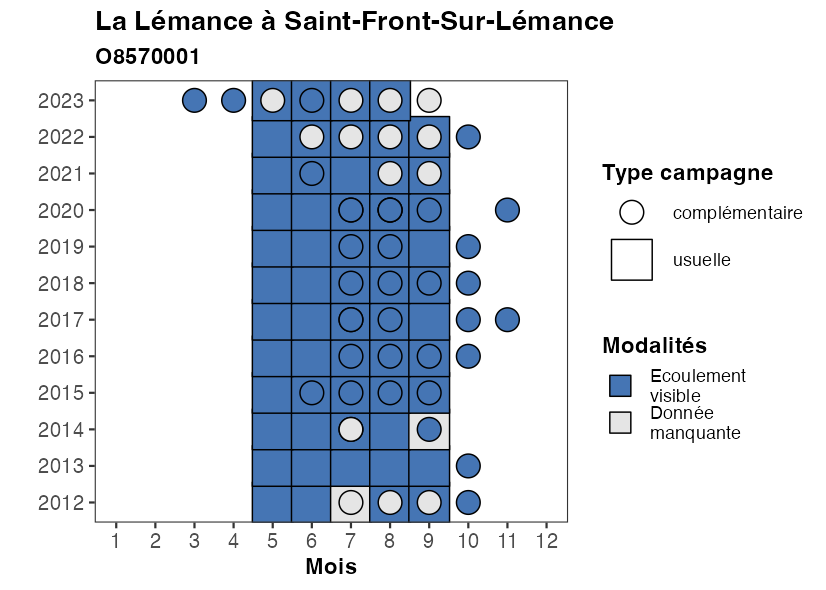 La Lémance à Saint-Front-Sur-Lémance
O8570001
2023
2022
2021
2020
2019
2018
2017
2016
2015
2014
2013
2012
1 2 3 4 5 6 7 8 9 10 11 12
Mois
Type campagne
complémentaire
usuelle
Modalités
Ecoulement
visible
Donnée
manquante